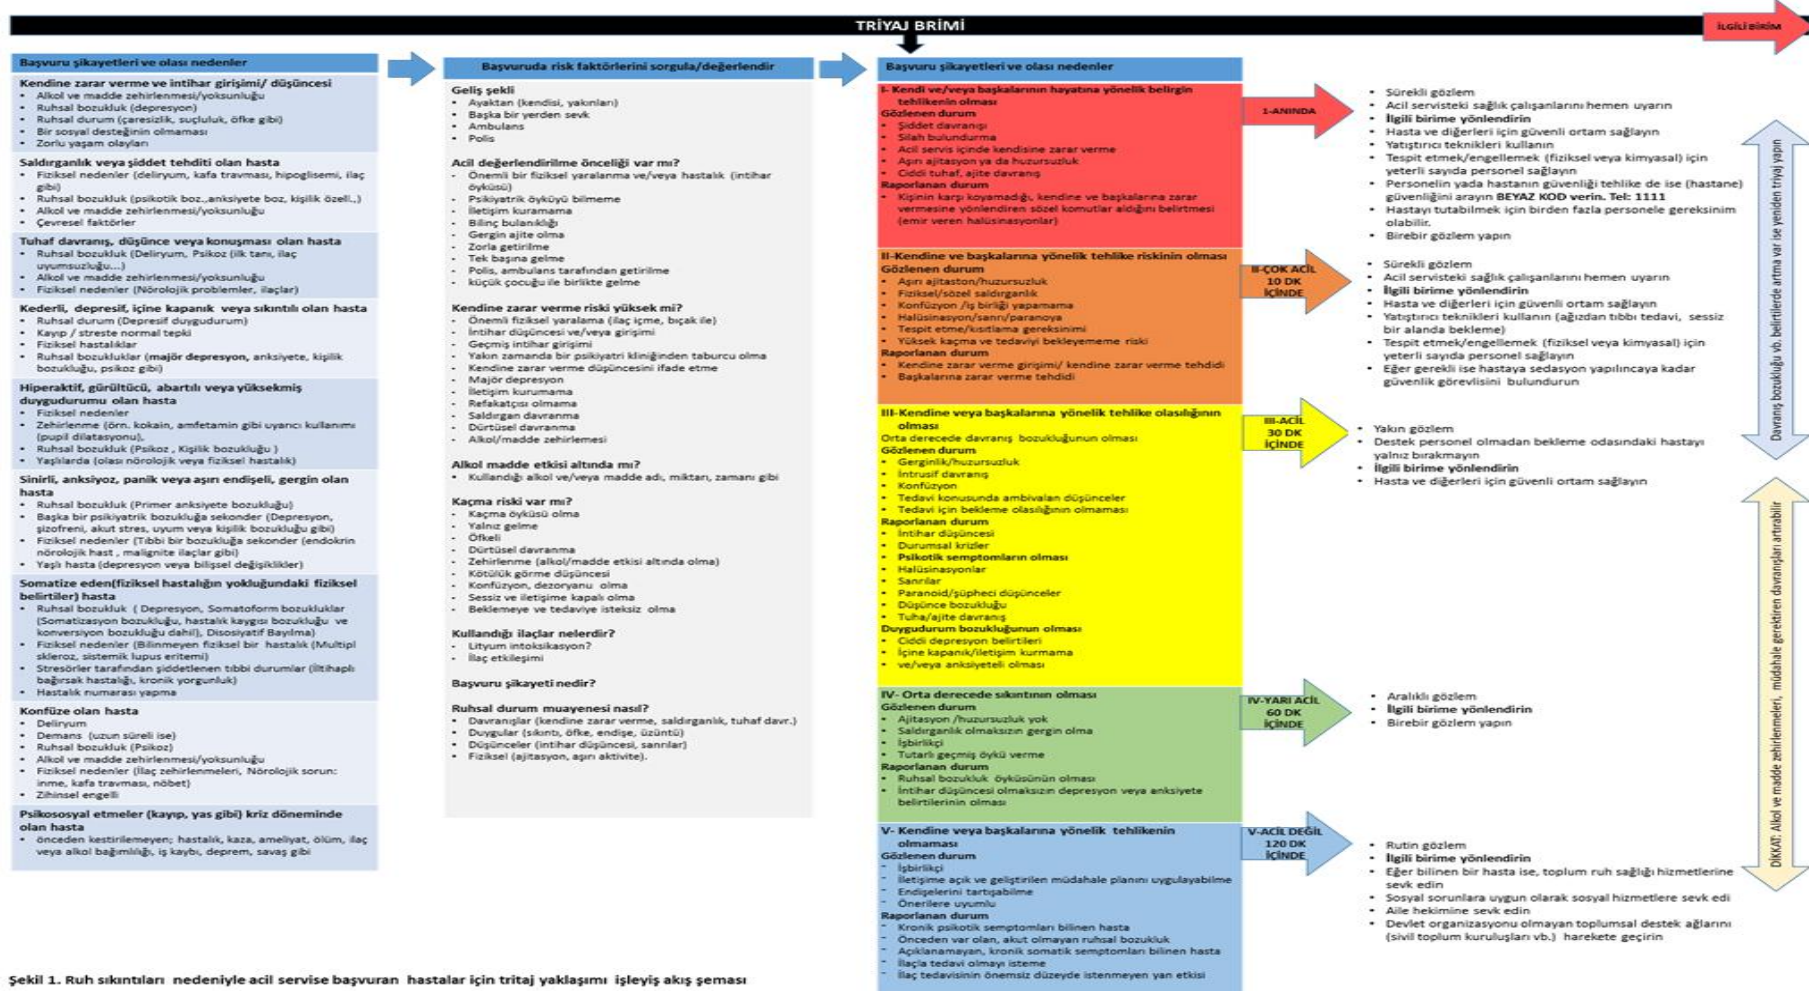 TRİYAJ BRİMİ
İLGİLİ BİRİM
Başvuru şikayetleri ve olası nedenler
Kendine zarar verme ve intihar girişimi/ düşüncesi
• Alkol ve madde zehirlenmesi/yoksunluğu
• Ruhsal bozukluk (depresyon)
• Ruhsal durum (çaresizlik, suçluluk, öfke gibi)
• Bir sosyal desteğinin olmaması
• Zorlu yaşam olayları
Saldırganlık veya şiddet tehditi olan hasta
• Fiziksel nedenler (deliryum, kafa travması, hipoglisemi, ilaç
gibi)
• Ruhsal bozukluk (psikotik boz.,anksiyete boz, kişilik özell.,)
• Alkol ve madde zehirlenmesi/yoksunluğu
• Çevresel faktörler
Tuhaf davranış, düşünce veya konuşması olan hasta
• Ruhsal bozukluk (Deliryum, Psikoz (ilk tanı, ilaç
uyumsuzluğu...)
• Alkol ve madde zehirlenmesi/yoksunluğu
• Fiziksel nedenler (Nörolojik problemler, ilaçlar)
Kederli, depresif, içine kapanık veya sıkıntılı olan hasta
• Ruhsal durum (Depresif duygudurum)
• Kayıp / streste normal tepki
• Fiziksel hastalıklar
• Ruhsal bozukluklar (majör depresyon, anksiyete, kişilik
bozukluğu, psikoz gibi)
Hiperaktif, gürültücü, abartılı veya yükseкmiş
duygudurumu olan hasta
• Fiziksel nedenler
• Zehirlenme (örn. kokain, amfetamin gibi uyarıcı kullanımı
(pupil dilatasyonu),
• Ruhsal bozukluk (Psikoz , Kişilik bozukluğu )
• Yaşlılarda (olası nörolojik veya fiziksel hastalık)
Sinirli, anksiyoz, panik veya aşırı endişeli, gergin olan
hasta
• Ruhsal bozukluk (Primer anksiyete bozukluğu)
• Başka bir psikiyatrik bozukluğa sekonder (Depresyon,
şizofreni, akut stres, uyum veya kişilik bozukluğu gibi)
• Fiziksel nedenler (Tıbbi bir bozukluğa sekonder (endokrin
nörolojik hast , malignite ilaçlar gibi)
• Yaşlı hasta (depresyon veya bilişsel değişiklikler)
Somatize eden(fiziksel hastalığın yokluğundaki fiziksel
belirtiler) hasta
• Ruhsal bozukluk ( Depresyon, Somatoform bozukluklar
(Somatizasyon bozukluğu, hastalık kaygısı bozukluğu ve
konversiyon bozukluğu dahil), Disosiyatif Bayılma)
• Fiziksel nedenler (Bilinmeyen fiziksel bir hastalık (Multipl
skleroz, sistemik lupus eritemi)
• Stresörler tarafından şiddetlenen tıbbi durumlar (İltihaplı
bağırsak hastalığı, kronik yorgunluk)
• Hastalık numarası yapma
Konfüze olan hasta
• Deliryum
• Demans (uzun süreli ise)
• Ruhsal bozukluk (Psikoz)
• Alkol ve madde zehirlenmesi/yoksunluğu
• Fiziksel nedenler (İlaç zehirlenmeleri, Nörolojik sorun:
inme, kafa travması, nöbet)
• Zihinsel engelli
Psikososyal etmeler (kayıp, yas gibi) kriz döneminde
olan hasta
• önceden kestirilemeyen; hastalık, kaza, ameliyat, ölüm, ilaç
veya alkol bağımlılığı, iş kaybı, deprem, savaş gibi
Başvuruda risk faktörlerini sorgula/değerlendir
Geliş şekli
• Ayaktan (kendisi, yakınları)
• Başka bir yerden sevk
• Ambulans
• Polis
Acil değerlendirilme önceliği var mı?
- Önemli bir fiziksel yaralanma ve/veya hastalık (intihar
öyküsü)
- Psikiyatrik öyküyü bilmeme
- İletişim kuramama
- Bilinç bulanıklığı
- Gergin ajite olma
- Zorla getirilme
- Tek başına gelme
- Polis, ambulans tarafından getirilme
- küçük çocuğu ile birlikte gelme
Kendine zarar verme riski yüksek mi?
- Önemli fiziksel yaralama (ilaç içme, bıçak ile)
- İntihar düşüncesi ve/veya girişimi
- Geçmiş intihar girişimi
- Yakın zamanda bir psikiyatri kliniğinden taburcu olma
- Kendine zarar verme düşüncesini ifade etme
- Majör depresyon
- İletişim kurumama
- Refakatçısı olmama
- Saldırgan davranma
- Dürtüsel davranma
- Alkol/madde zehirlemesi
Alkol madde etkisi altında mı?
• Kullandığı alkol ve/veya madde adı, miktarı, zamanı gibi
Kaçma riski var mı?
- Kaçma öyküsü olma
- Yalnız gelme
- Öfkeli
- Dürtüsel davranma
- Zehirlenme (alkol/madde etkisi altında olma)
- Kötülük görme düşüncesi
- Konfüzyon, dezoryanu olma
- Sessiz ve iletişime kapalı olma
- Beklemeye ve tedaviye isteksiz olma
Kullandığı ilaçlar nelerdir?
- Lityum intoksikasyon?
- İlaç etkileşimi
Başvuru şikayeti nedir?
Ruhsal durum muayenesi nasıl?
• Davranışlar (kendine zarar verme, saldırganlık, tuhaf davr.)
• Duygular (sıkıntı, öfke, endişe, üzüntü)
• Düşünceler (intihar düşüncesi, sanrılar)
• Fiziksel (ajitasyon, aşırı aktivite).
Başvuru şikayetleri ve olası nedenler
I- Kendi ve/veya başkalarının hayatına yönelik belirgin
tehlikenin olması
Gözlenen durum
• Şiddet davranışı
• Silah bulundurma
• Acil servis içinde kendisine zarar verme
• Aşırı ajitasyon ya da huzursuzluk
• Ciddi tuhaf, ajite davranış
Raporlanan durum
• Kişinin karşı koyamadığı, kendine ve başkalarına zarar
vermesine yönlendiren sözel komutlar aldığını belirtmesi
(emir veren halüsinasyonlar)
1-ANINDA
• Sürekli gözlem
• Acil servisteki sağlık çalışanlarını hemen uyarın
• İlgili birime yönlendirin
• Hasta ve diğerleri için güvenli ortam sağlayın
• Yatıştırıcı teknikleri kullanın
• Tespit etmek/engellemek (fiziksel veya kimyasal) için
yeterli sayıda personel sağlayın
• Personelin yada hastanın güvenliği tehlike de ise (hastane)
güvenliğini arayın BEYAZ KOD verin. Tel: 1111
• Hastayı tutabilmek için birden fazla personele gereksinim
olabilir.
• Birebir gözlem yapın
II-Kendine ve başkalarına yönelik tehlike riskinin olması
Gözlenen durum
• Aşırı ajitaston/huzursuzluk
• Fiziksel/sözel saldırganlık
• Konfüzyon /iş birliği yapamama
• Halüsinasyon/sanrı/paranoya
• Tespit etme/kısıtlama gereksinimi
• Yüksek kaçma ve tedaviyi bekleyememe riski
Raporlanan durum
• Kendine zarar verme girişimi/ kendine zarar verme tehdidi
• Başkalarına zarar verme tehdidi
II-ÇOK ACİL
10 DK
İÇİNDE
• Sürekli gözlem
• Acil servisteki sağlık çalışanlarını hemen uyarın
• İlgili birime yönlendirin
• Hasta ve diğerleri için güvenli ortam sağlayın
• Yatıştırıcı teknikleri kullanın (ağızdan tıbbi tedavi, sessiz
bir alanda bekleme)
• Tespit etmek/engellemek (fiziksel veya kimyasal) için
yeterli sayıda personel sağlayın
• Eğer gerekli ise hastaya sedasyon yapılıncaya kadar
güvenlik görevlisini bulundurun
III-Kendine veya başkalarına yönelik tehlike olasılığının
olması
Orta derecede davranış bozukluğunun olması
Gözlenen durum
• Gerginlik/huzursuzluk
• İntrusif davranış
• Konfüzyon
• Tedavi konusunda ambivalan düşünceler
• Tedavi için bekleme olasılığının olmaması
Raporlanan durum
• İntihar düşüncesi
• Durumsal krizler
• Psikotik semptomların olması
• Halüsinasyonlar
• Sanrılar
• Paranoid/şüpheci düşünceler
• Düşünce bozukluğu
• Tuha/ajite davranış
Duygudurum bozukluğunun olması
• Ciddi depresyon belirtileri
• İçine kapanık/iletişim kurmama
• ve/veya anksiyeteli olması
III-ACİL
30 DK
İÇİNDE
• Yakın gözlem
• Destek personel olmadan bekleme odasındaki hastayı
yalnız bırakmayın
• İlgili birime yönlendirin
• Hasta ve diğerleri için güvenli ortam sağlayın
IV- Orta derecede sıkıntının olması
Gözlenen durum
• Ajitasyon /huzursuzluk yok
• Saldırganlık olmaksızın gergin olma
• İşbirlikçi
• Tutarlı geçmiş öykü verme
Raporlanan durum
• Ruhsal bozukluk öyküsünün olması
• İntihar düşüncesi olmaksızın depresyon veya anksiyete
belirtilerinin olması
IV-YARI ACİL
60 DK
İÇİNDE
• Aralıklı gözlem
• İlgili birime yönlendirin
• Birebir gözlem yapın
V- Kendine veya başkalarına yönelik tehlikenin
olmaması
Gözlenen durum
- İşbirlikçi
- İletişime açık ve geliştirilen müdahale planını uygulayabilme
- Endişelerini tartışabilme
- Önerilere uyumlu
Raporlanan durum
- Kronik psikotik semptomları bilinen hasta
- Önceden var olan, akut olmayan ruhsal bozukluk
- Açıklanamayan, kronik somatik semptomları bilinen hasta
- İlaçla tedavi olmayı isteme
- İlaç tedavisinin önemsiz düzeyde istenmeyen yan etkisi
V-ACİL DEĞİL
120 DK
İÇİNDE
• Rutin gözlem
• İlgili birime yönlendirin
• Eğer bilinen bir hasta ise, toplum ruh sağlığı hizmetlerine
sevk edin
• Sosyal sorunlara uygun olarak sosyal hizmetlere sevk edi
• Aile hekimine sevk edin
• Devlet organizasyonu olmayan toplumsal destek ağlarını
(sivil toplum kuruluşları vb.) harekete geçirin
Davranış bozukluğu vb. belirtilerde artma var ise yeniden triyaj yapın
DİKKAT: Alkol ve madde zehirlenmeleri, müdahale gerektiren davranışları artırabilir
Şekil 1. Ruh sıkıntıları nedeniyle acil servise başvuran hastalar için tritaj yaklaşımı işleyiş akış şeması